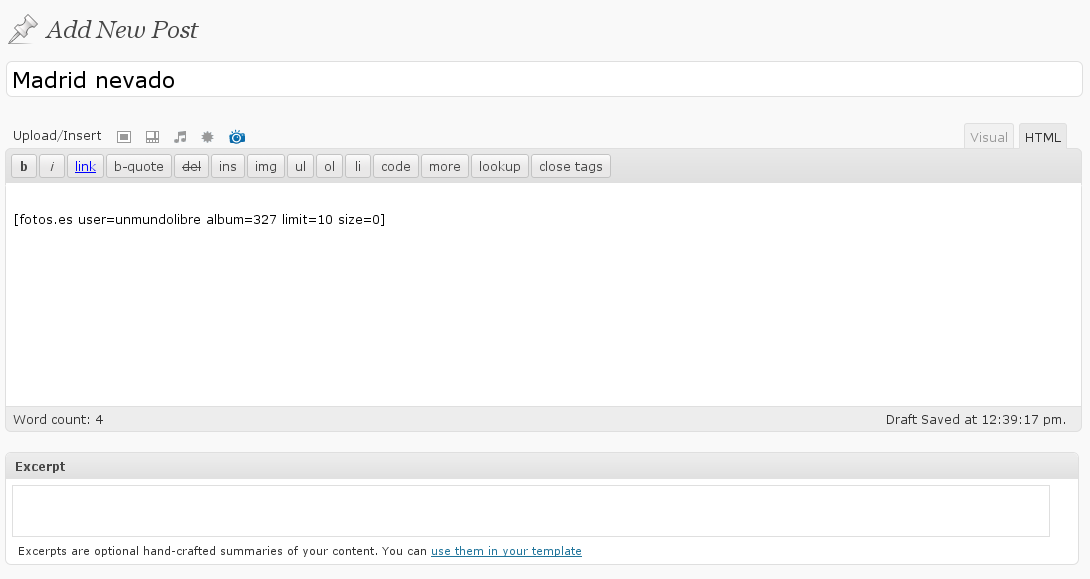 Add New Post
Madrid nevado
Upload/Insert
Visual HTML
b i link b-quote del ins img ul ol li code more lookup close tags
[fotos.es user=unmundolibre album=327 limit=10 size=0]
Word count: 4 Draft Saved at 12:39:17 pm.
Excerpt
Excerpts are optional hand-crafted summaries of your content. You can use them in your template